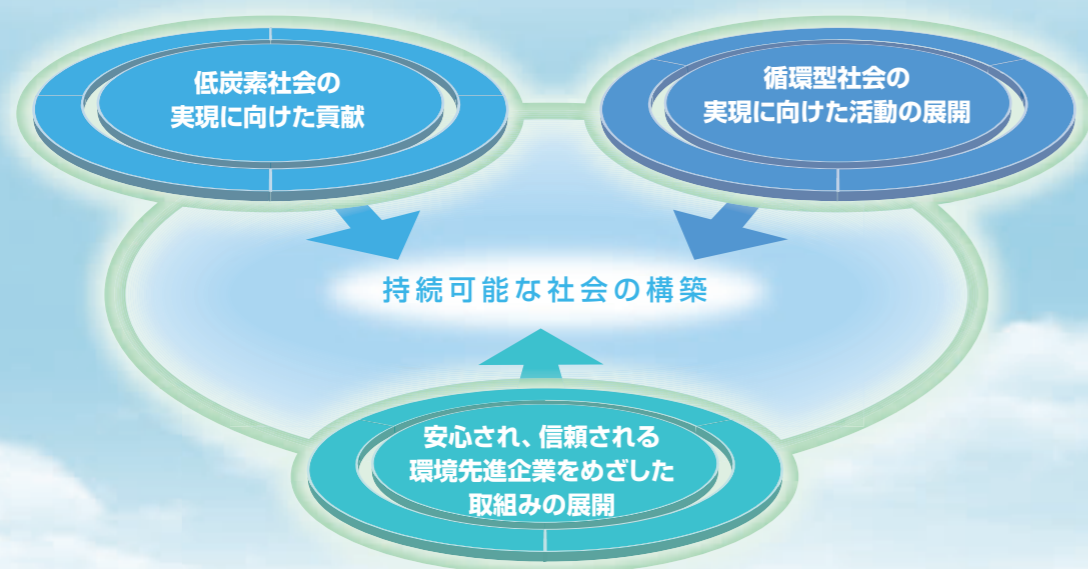 低炭素社会の
実現に向けた貢献
循環型社会の
実現に向けた活動の展開
持続可能な社会の構築
安心され、信頼される
環境先進企業をめざした
取組みの展開